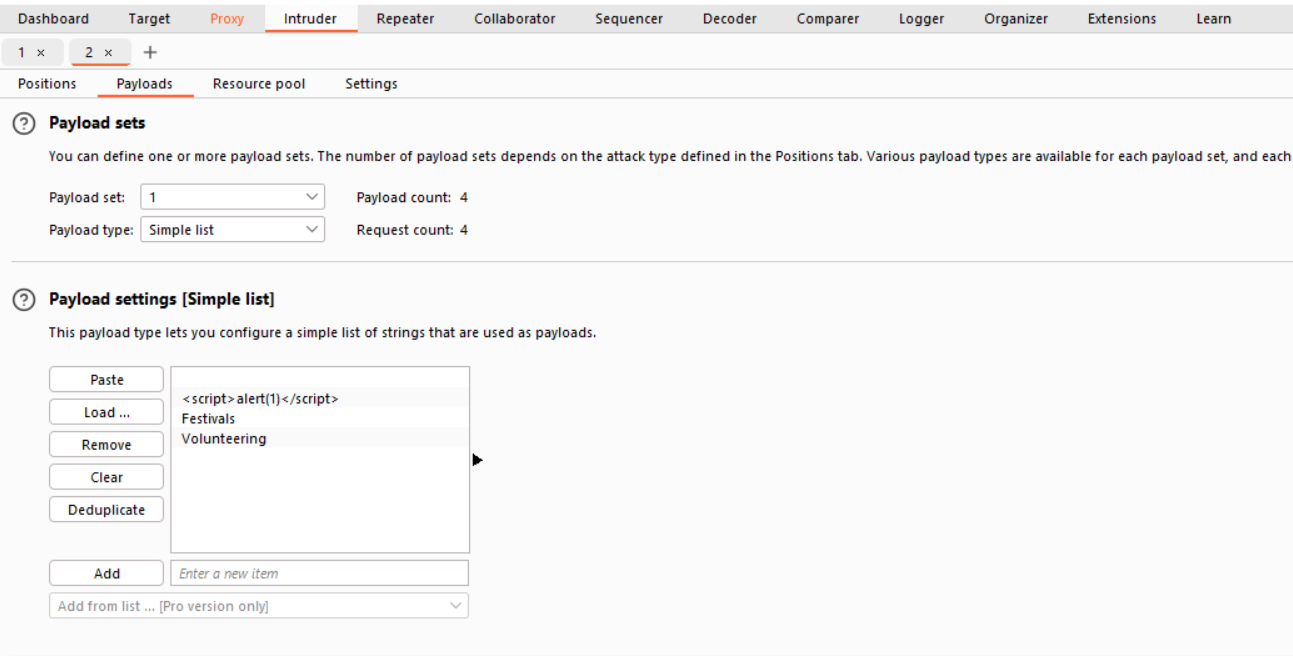 Dashboard Target Proxy Intruder Repeater Collaborator Sequencer Decoder Comparer Logger Organizer Extensions Learn
1 × 2 × +
Positions Payloads Resource pool Settings
? Payload sets
You can define one or more payload sets. The number of payload sets depends on the attack type defined in the Positions tab. Various payload types are available for each payload set, and each
Payload set: 1 Payload count: 4
Payload type: Simple list Request count: 4
? Payload settings [Simple list]
This payload type lets you configure a simple list of strings that are used as payloads.
Paste
<script>alert(1)</script>
Load ...
Festivals
Remove
Volunteering
Clear
Deduplicate
Add Enter a new item
Add from list ... [Pro version only]